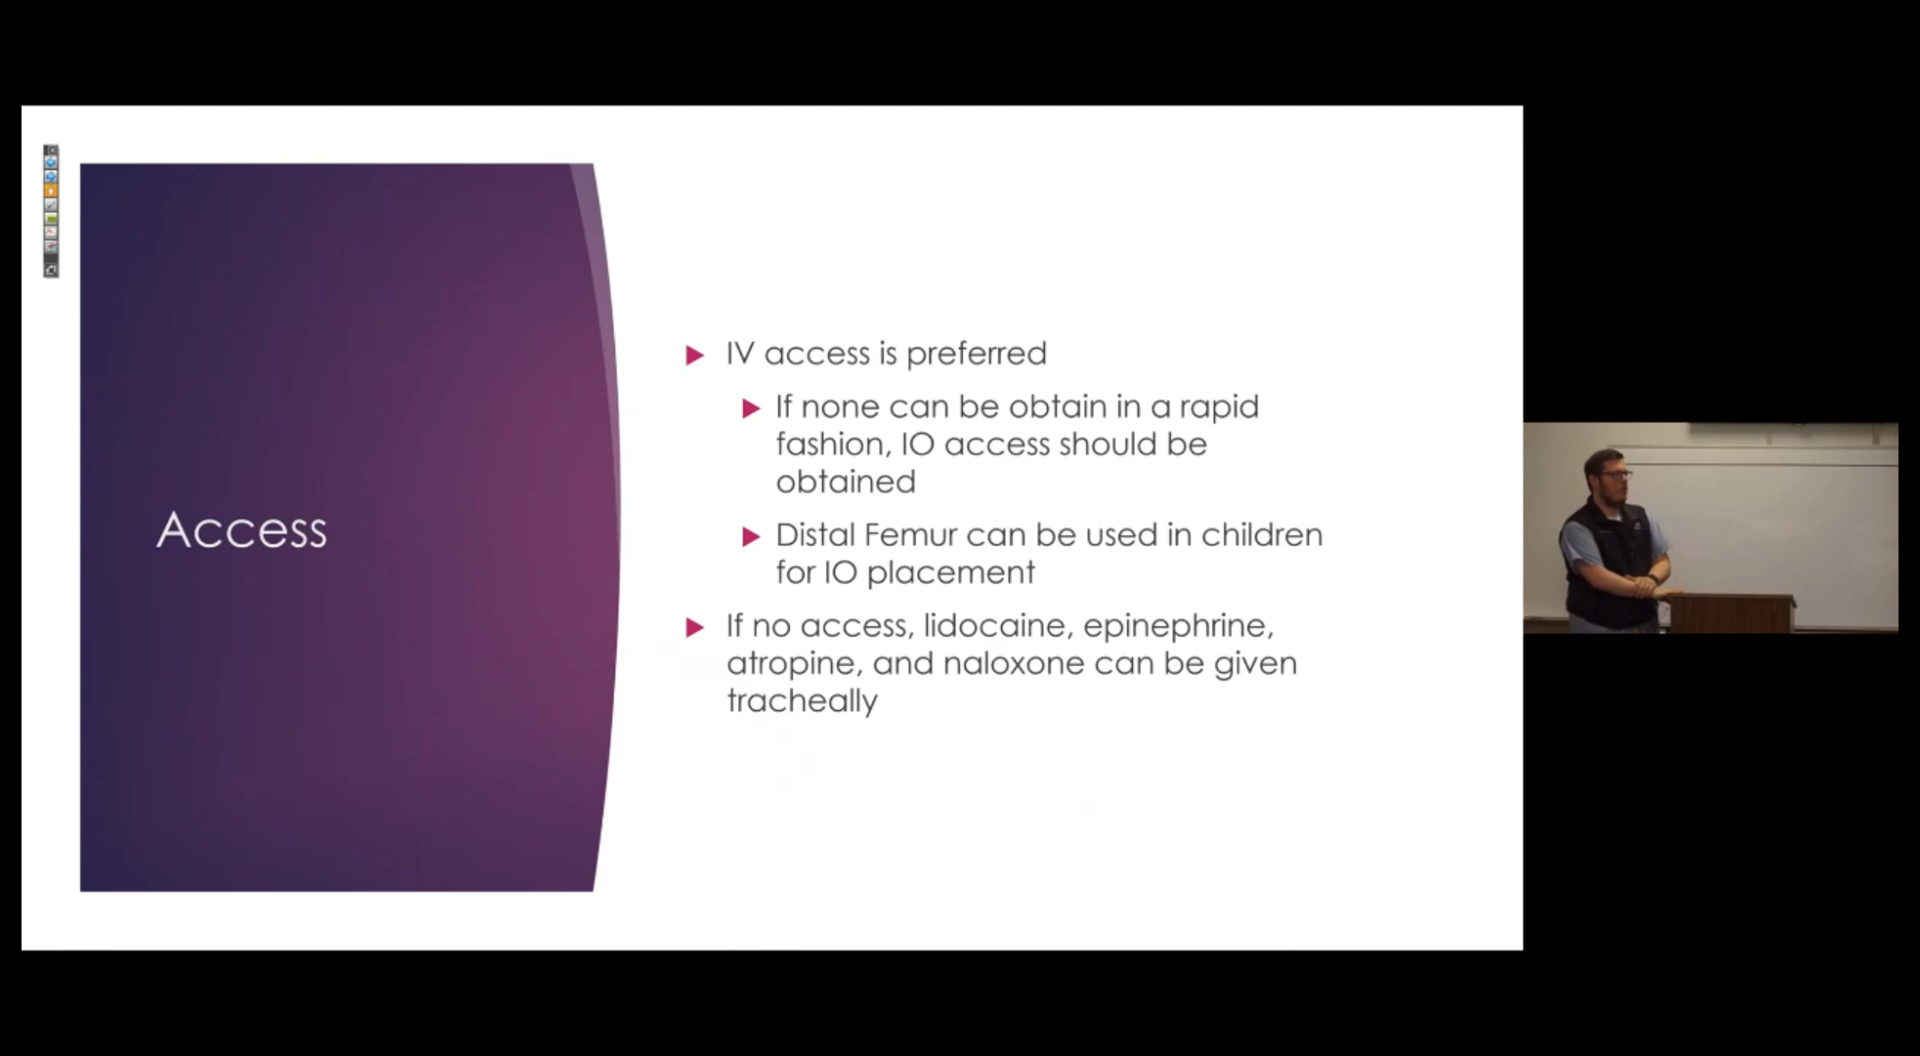 Access
IV access is preferred
If none can be obtain in a rapid
fashion, IO access should be
obtained
Distal Femur can be used in children
for IO placement
If no access, lidocaine, epinephrine,
atropine, and naloxone can be given
tracheally